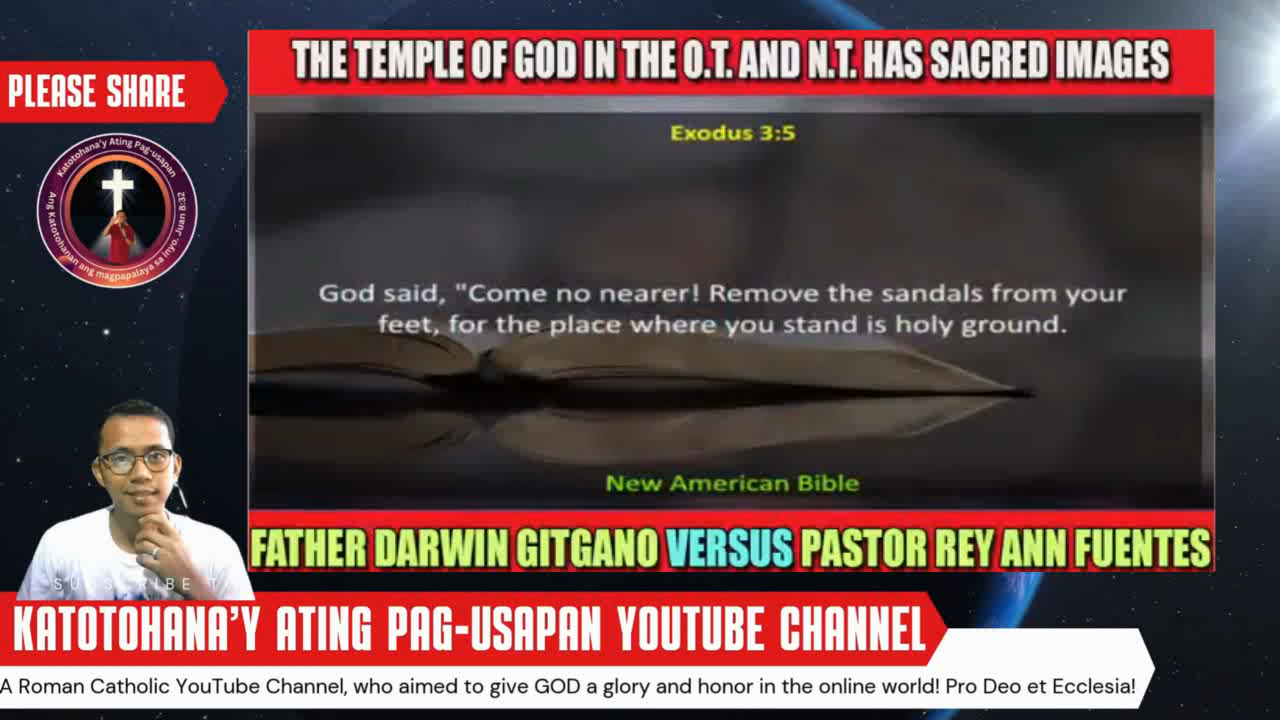 THE TEMPLE OF GOD IN THE O.T. AND N.T. HAS SACRED IMAGES
PLEASE SHARE
Katotohana'y Ating Pag-usapan
Ang Katotohanan ang magpapalaya sa inyo. Juan 8:32
Exodus 3:5
God said, "Come no nearer! Remove the sandals from your
feet, for the place where you stand is holy ground.
New American Bible
FATHER DARWIN GITGANO VERSUS PASTOR REY ANN FUENTES
KATOTOHANA'Y ATING PAG-USAPAN YOUTUBE CHANNEL
A Roman Catholic YouTube Channel, who aimed to give GOD a glory and honor in the online world! Pro Deo et Ecclesia!